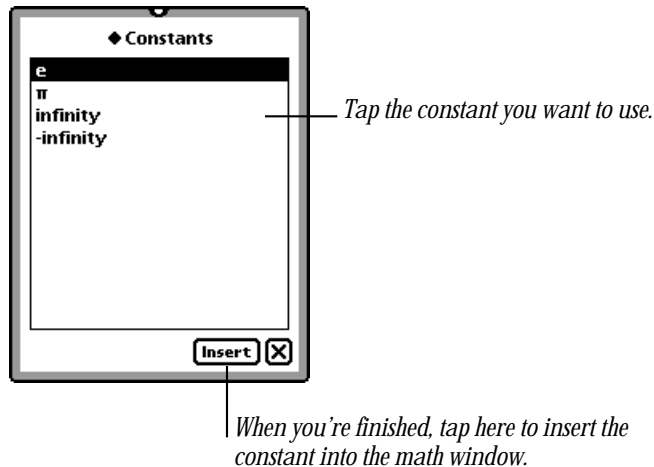 ◆Constants
e
π
infinity
-infinity
Tap the constant you want to use.
Insert
When you're finished, tap here to insert the
constant into the math window.